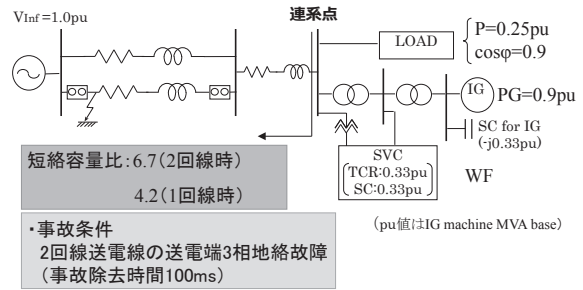 VInf=1.0pu
連系点
LOAD
P=0.25pu
cosφ=0.9
IG
PG=0.9pu
SC for IG
(-j0.33pu)
SVC
TCR:0.33pu
SC:0.33pu
WF
短絡容量比:6.7(2回線時)
4.2(1回線時)
(pu値はIG machine MVA base)
・事故条件
2回線送電線の送電端3相地絡故障
(事故除去時間100ms)